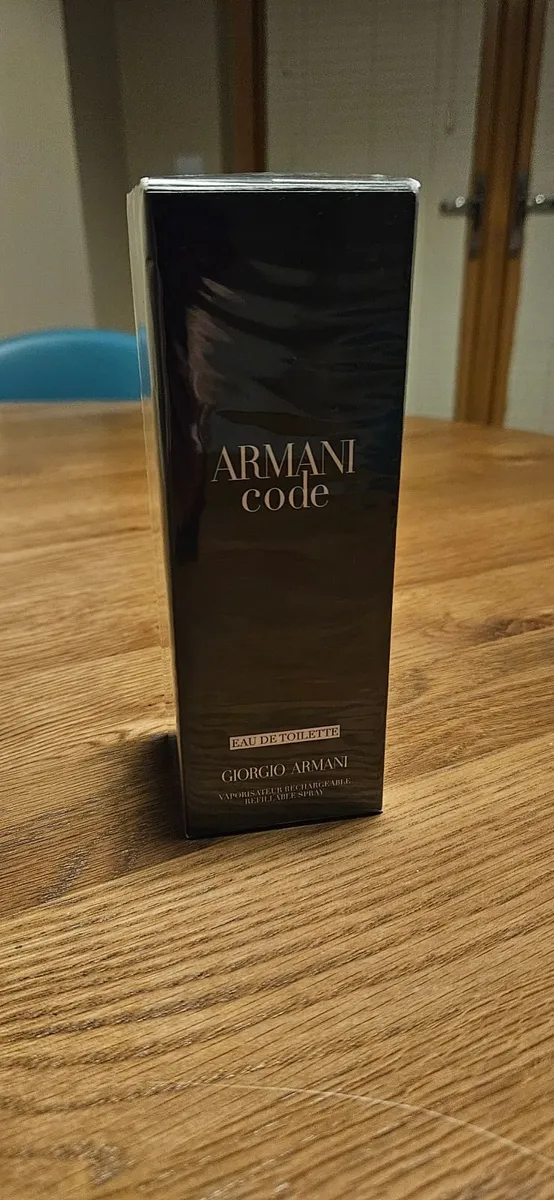 ARMANI
code
EAU DE TOILETTE
GIORGIO ARMANI
VAPORISATEUR RECHARGEABLE
REFILLABLE SPRAY